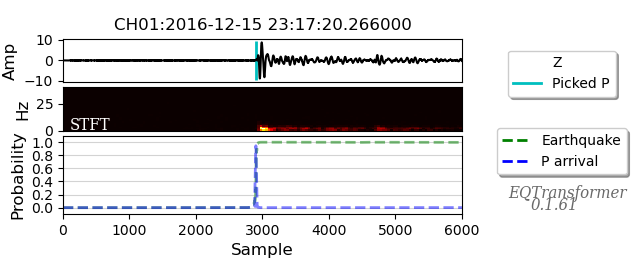 CH01:2016-12-15 23:17:20.266000
Amp
10
0
−10
Z
Picked P
Hz
25
0
STFT
Probability
1.0
0.8
0.6
0.4
0.2
0.0
Earthquake
P arrival
EQTransformer
0.1.61
0 1000 2000 3000 4000 5000 6000
Sample